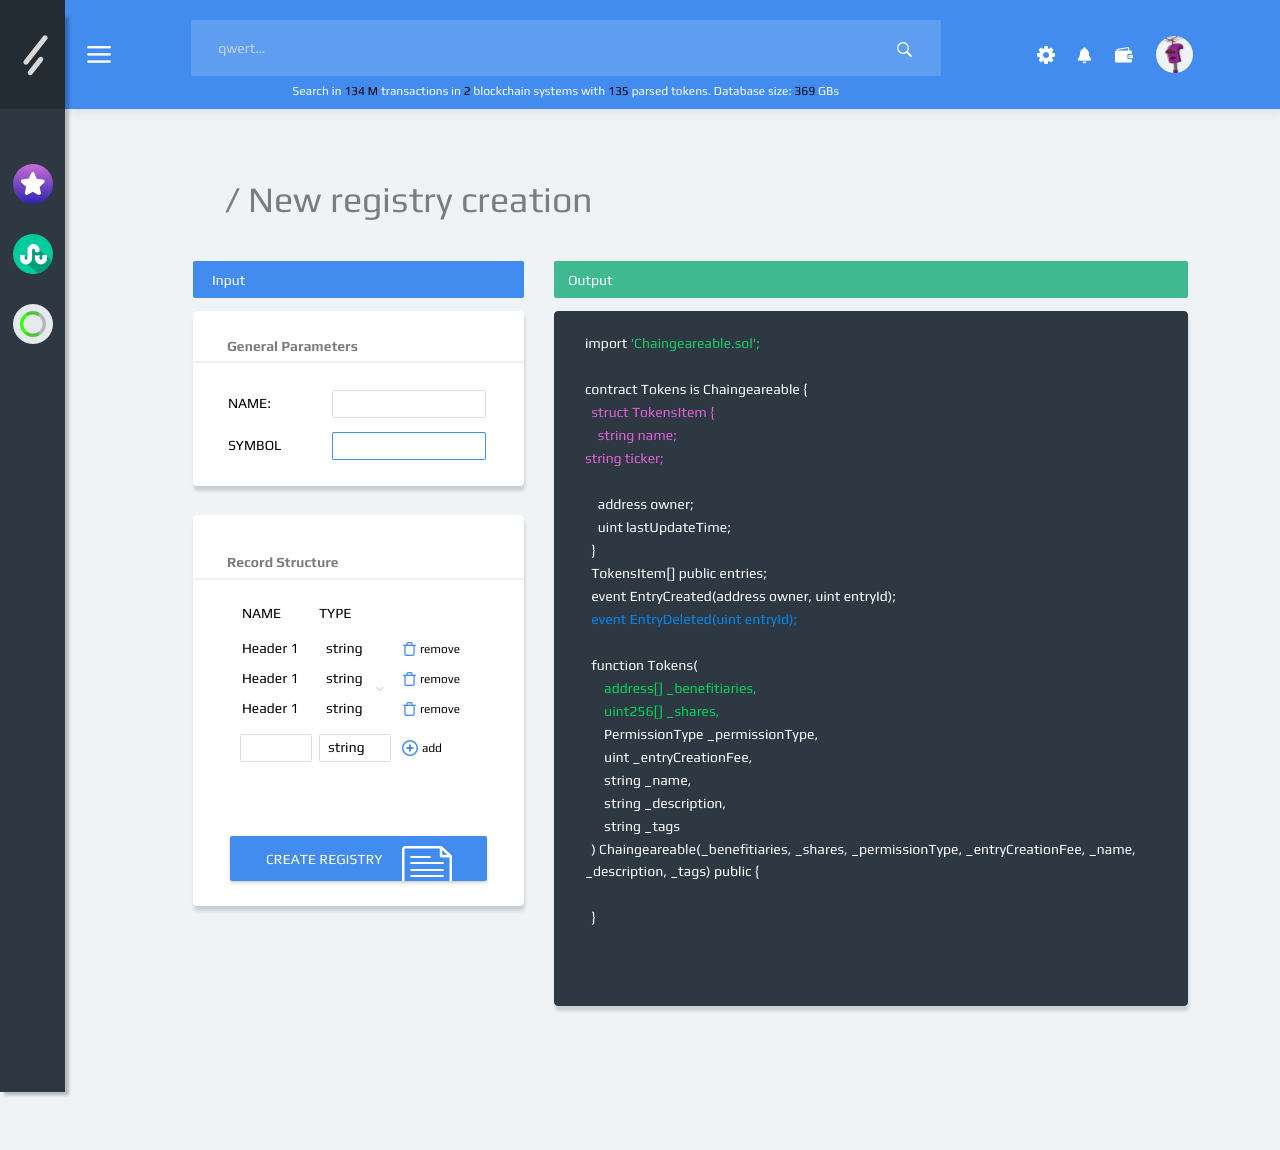 qwert...
Search in 134 M transactions in 2 blockchain systems with 135 parsed tokens. Database size: 369 GBs
/ New registry creation
Input
General Parameters
NAME:
SYMBOL
Record Structure
NAME TYPE
Header 1 string remove
Header 1 string remove
Header 1 string remove
string add
CREATE REGISTRY
Output
import 'Chaingeareable.sol';
contract Tokens is Chaingeareable {
struct TokensItem {
string name;
string ticker;
address owner;
uint lastUpdateTime;
}
TokensItem[] public entries;
event EntryCreated(address owner, uint entryId);
event EntryDeleted(uint entryId);
function Tokens(
address[] _benefitiaries,
uint256[] _shares,
PermissionType _permissionType,
uint _entryCreationFee,
string _name,
string _description,
string _tags
) Chaingeareable(_benefitiaries, _shares, _permissionType, _entryCreationFee, _name,
_description, _tags) public {
}